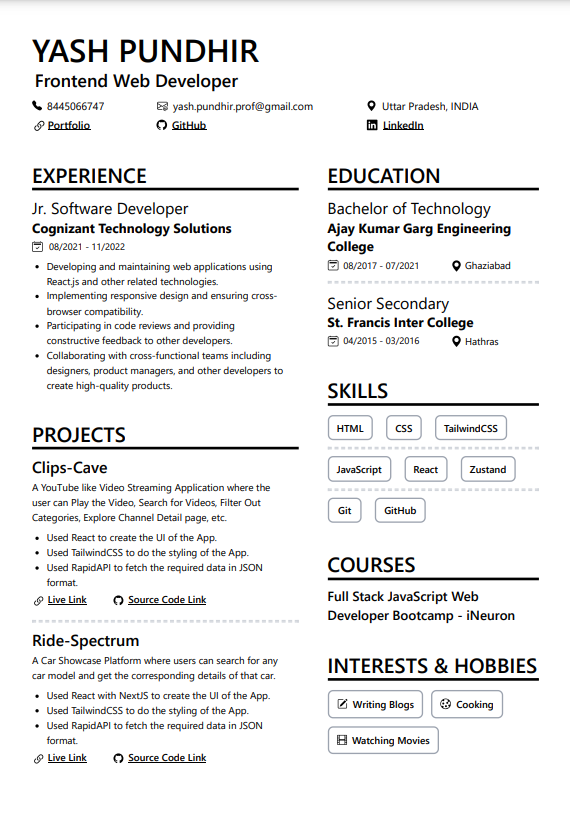 YASH PUNDHIR
Frontend Web Developer
8445066747
yash.pundhir.prof@gmail.com
Uttar Pradesh, INDIA
Portfolio
GitHub
LinkedIn
EXPERIENCE
Jr. Software Developer
Cognizant Technology Solutions
08/2021 - 11/2022
• Developing and maintaining web applications using
React.js and other related technologies.
• Implementing responsive design and ensuring cross-
browser compatibility.
• Participating in code reviews and providing
constructive feedback to other developers.
• Collaborating with cross-functional teams including
designers, product managers, and other developers to
create high-quality products.
PROJECTS
Clips-Cave
A YouTube like Video Streaming Application where the
user can Play the Video, Search for Videos, Filter Out
Categories, Explore Channel Detail page, etc.
• Used React to create the UI of the App.
• Used TailwindCSS to do the styling of the App.
• Used RapidAPI to fetch the required data in JSON
format.
Live Link
Source Code Link
Ride-Spectrum
A Car Showcase Platform where users can search for any
car model and get the corresponding details of that car.
• Used React with NextJS to create the UI of the App.
• Used TailwindCSS to do the styling of the App.
• Used RapidAPI to fetch the required data in JSON
format.
Live Link
Source Code Link
EDUCATION
Bachelor of Technology
Ajay Kumar Garg Engineering
College
08/2017 - 07/2021
Ghaziabad
Senior Secondary
St. Francis Inter College
04/2015 - 03/2016
Hathras
SKILLS
HTML
CSS
TailwindCSS
JavaScript
React
Zustand
Git
GitHub
COURSES
Full Stack JavaScript Web
Developer Bootcamp - iNeuron
INTERESTS & HOBBIES
Writing Blogs
Cooking
Watching Movies